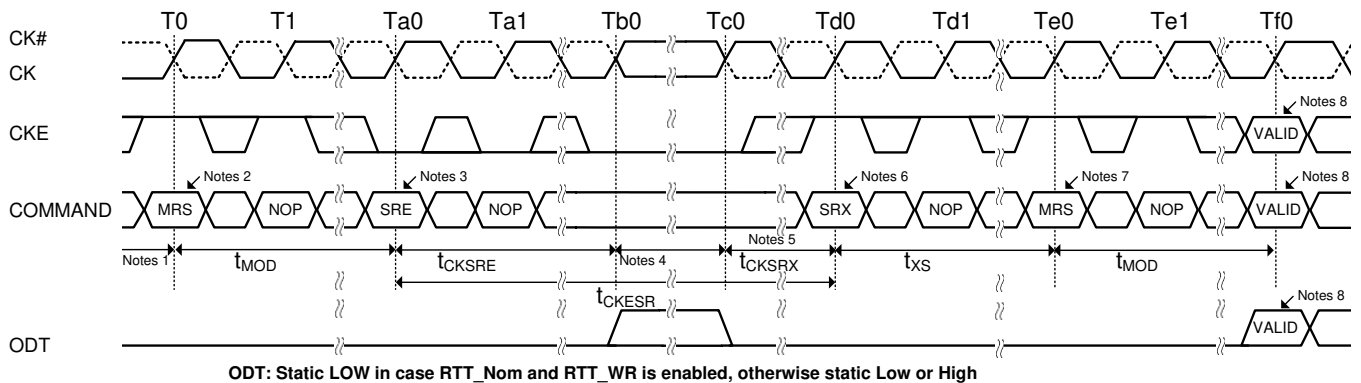 T0 T1 Ta0 Ta1 Tb0 Tc0 Td0 Td1 Te0 Te1 Tf0
CK#
CK
Notes 8
CKE
VALID
Notes 2 Notes 3 Notes 6 Notes 7 Notes 8
COMMAND MRS NOP SRE NOP SRX NOP MRS NOP VALID
Notes 1 tMOD tCKSRE Notes 4 Notes 5 tCKSRX tXS tMOD
tCKESR
Notes 8
ODT VALID
ODT: Static LOW in case RTT_Nom and RTT_WR is enabled, otherwise static Low or High